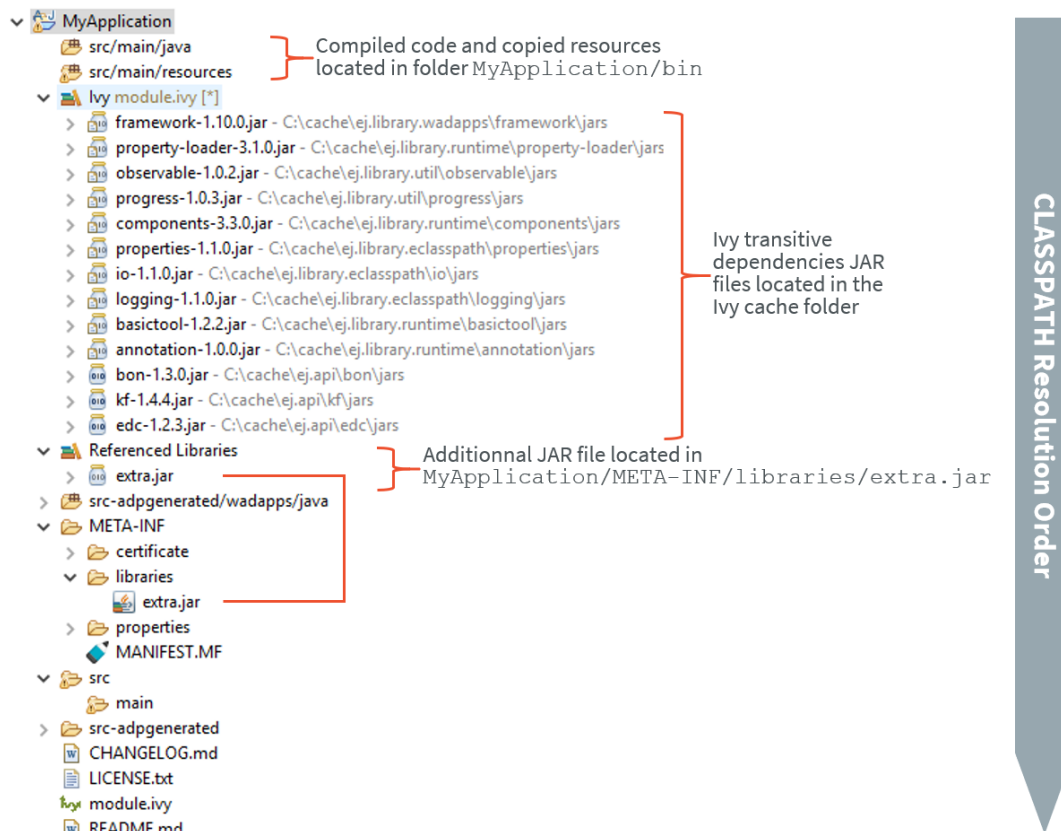 MyApplication
src/main/java
src/main/resources
Compiled code and copied resources
located in folder MyApplication/bin
Ivy module.ivy [*]
framework-1.10.0.jar - C:\cache\ej.library.wadapps\framework\jars
property-loader-3.1.0.jar - C:\cache\ej.library.runtime\property-loader\jars
observable-1.0.2.jar - C:\cache\ej.library.util\observable\jars
progress-1.0.3.jar - C:\cache\ej.library.util\progress\jars
components-3.3.0.jar - C:\cache\ej.library.runtime\components\jars
properties-1.1.0.jar - C:\cache\ej.library.eclasspath\properties\jars
io-1.1.0.jar - C:\cache\ej.library.eclasspath\io\jars
logging-1.1.0.jar - C:\cache\ej.library.eclasspath\logging\jars
basictool-1.2.2.jar - C:\cache\ej.library.runtime\basictool\jars
annotation-1.0.0.jar - C:\cache\ej.library.runtime\annotation\jars
bon-1.3.0.jar - C:\cache\ej.api\bon\jars
kf-1.4.4.jar - C:\cache\ej.api\kf\jars
edc-1.2.3.jar - C:\cache\ej.api\edc\jars
Ivy transitive
dependencies JAR
files located in the
Ivy cache folder
Referenced Libraries
extra.jar
Additionnal JAR file located in
MyApplication/META-INF/libraries/extra.jar
src-adpgenerated/wadapps/java
META-INF
certificate
libraries
extra.jar
properties
MANIFEST.MF
src
main
src-adpgenerated
CHANGELOG.md
LICENSE.txt
module.ivy
README.md
CLASSPATH Resolution Order